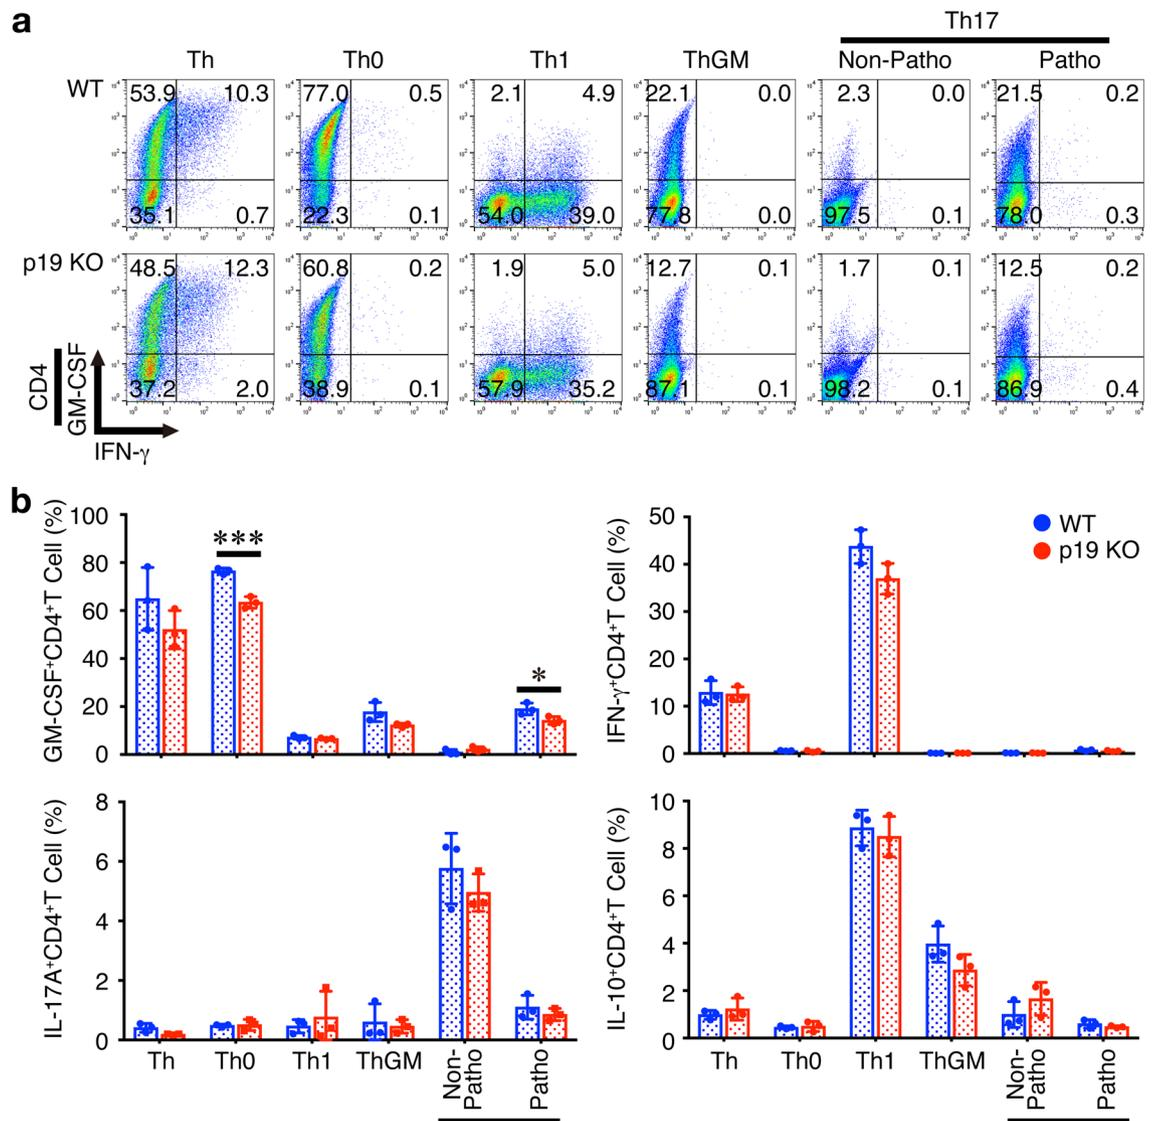 a
Th17
Th Th0 Th1 ThGM Non-Patho Patho
WT
53.9 10.3 77.0 0.5 2.1 4.9 22.1 0.0 2.3 0.0 21.5 0.2
35.1 0.7 22.3 0.1 54.0 39.0 77.8 0.0 97.5 0.1 78.0 0.3
p19 KO
48.5 12.3 60.8 0.2 1.9 5.0 12.7 0.1 1.7 0.1 12.5 0.2
37.2 2.0 38.9 0.1 57.9 35.2 87.1 0.1 98.2 0.1 86.9 0.4
CD4
GM-CSF
IFN-γ
b
GM-CSF⁺CD4⁺T Cell (%)
100
80
60
40
20
0
***
*
IFN-γ⁺CD4⁺T Cell (%)
50
40
30
20
10
0
WT
p19 KO
IL-17A⁺CD4⁺T Cell (%)
8
6
4
2
0
Th Th0 Th1 ThGM Non-Patho Patho
IL-10⁺CD4⁺T Cell (%)
10
8
6
4
2
0
Th Th0 Th1 ThGM Non-Patho Patho